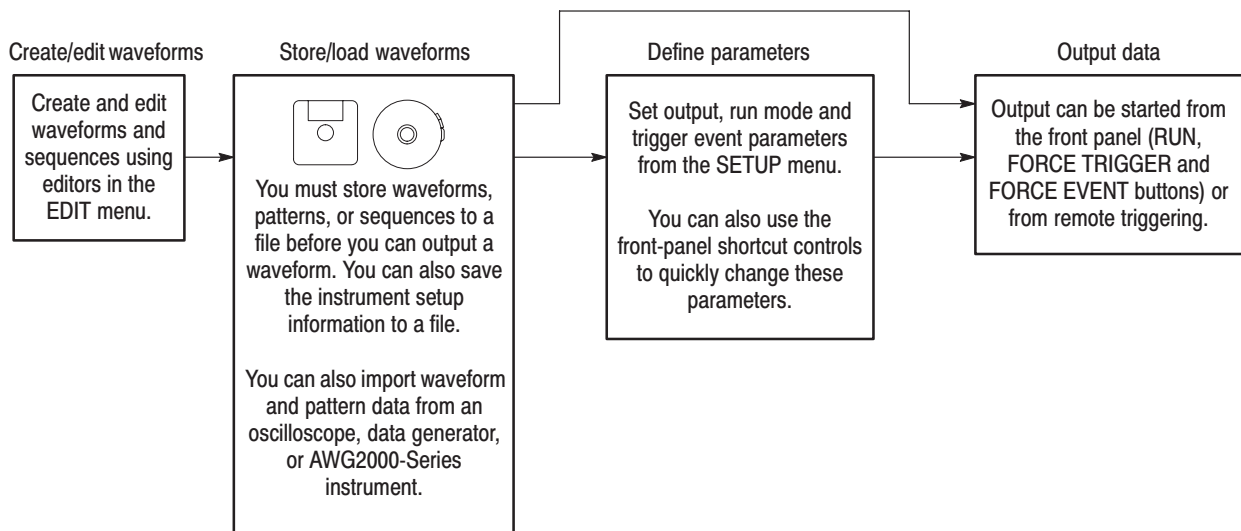 Create/edit waveforms
Create and edit
waveforms and
sequences using
editors in the
EDIT menu.
Store/load waveforms
You must store waveforms,
patterns, or sequences to a
file before you can output a
waveform. You can also save
the instrument setup
information to a file.
You can also import waveform
and pattern data from an
oscilloscope, data generator,
or AWG2000-Series
instrument.
Define parameters
Set output, run mode and
trigger event parameters
from the SETUP menu.
You can also use the
front-panel shortcut controls
to quickly change these
parameters.
Output data
Output can be started from
the front panel (RUN,
FORCE TRIGGER and
FORCE EVENT buttons) or
from remote triggering.